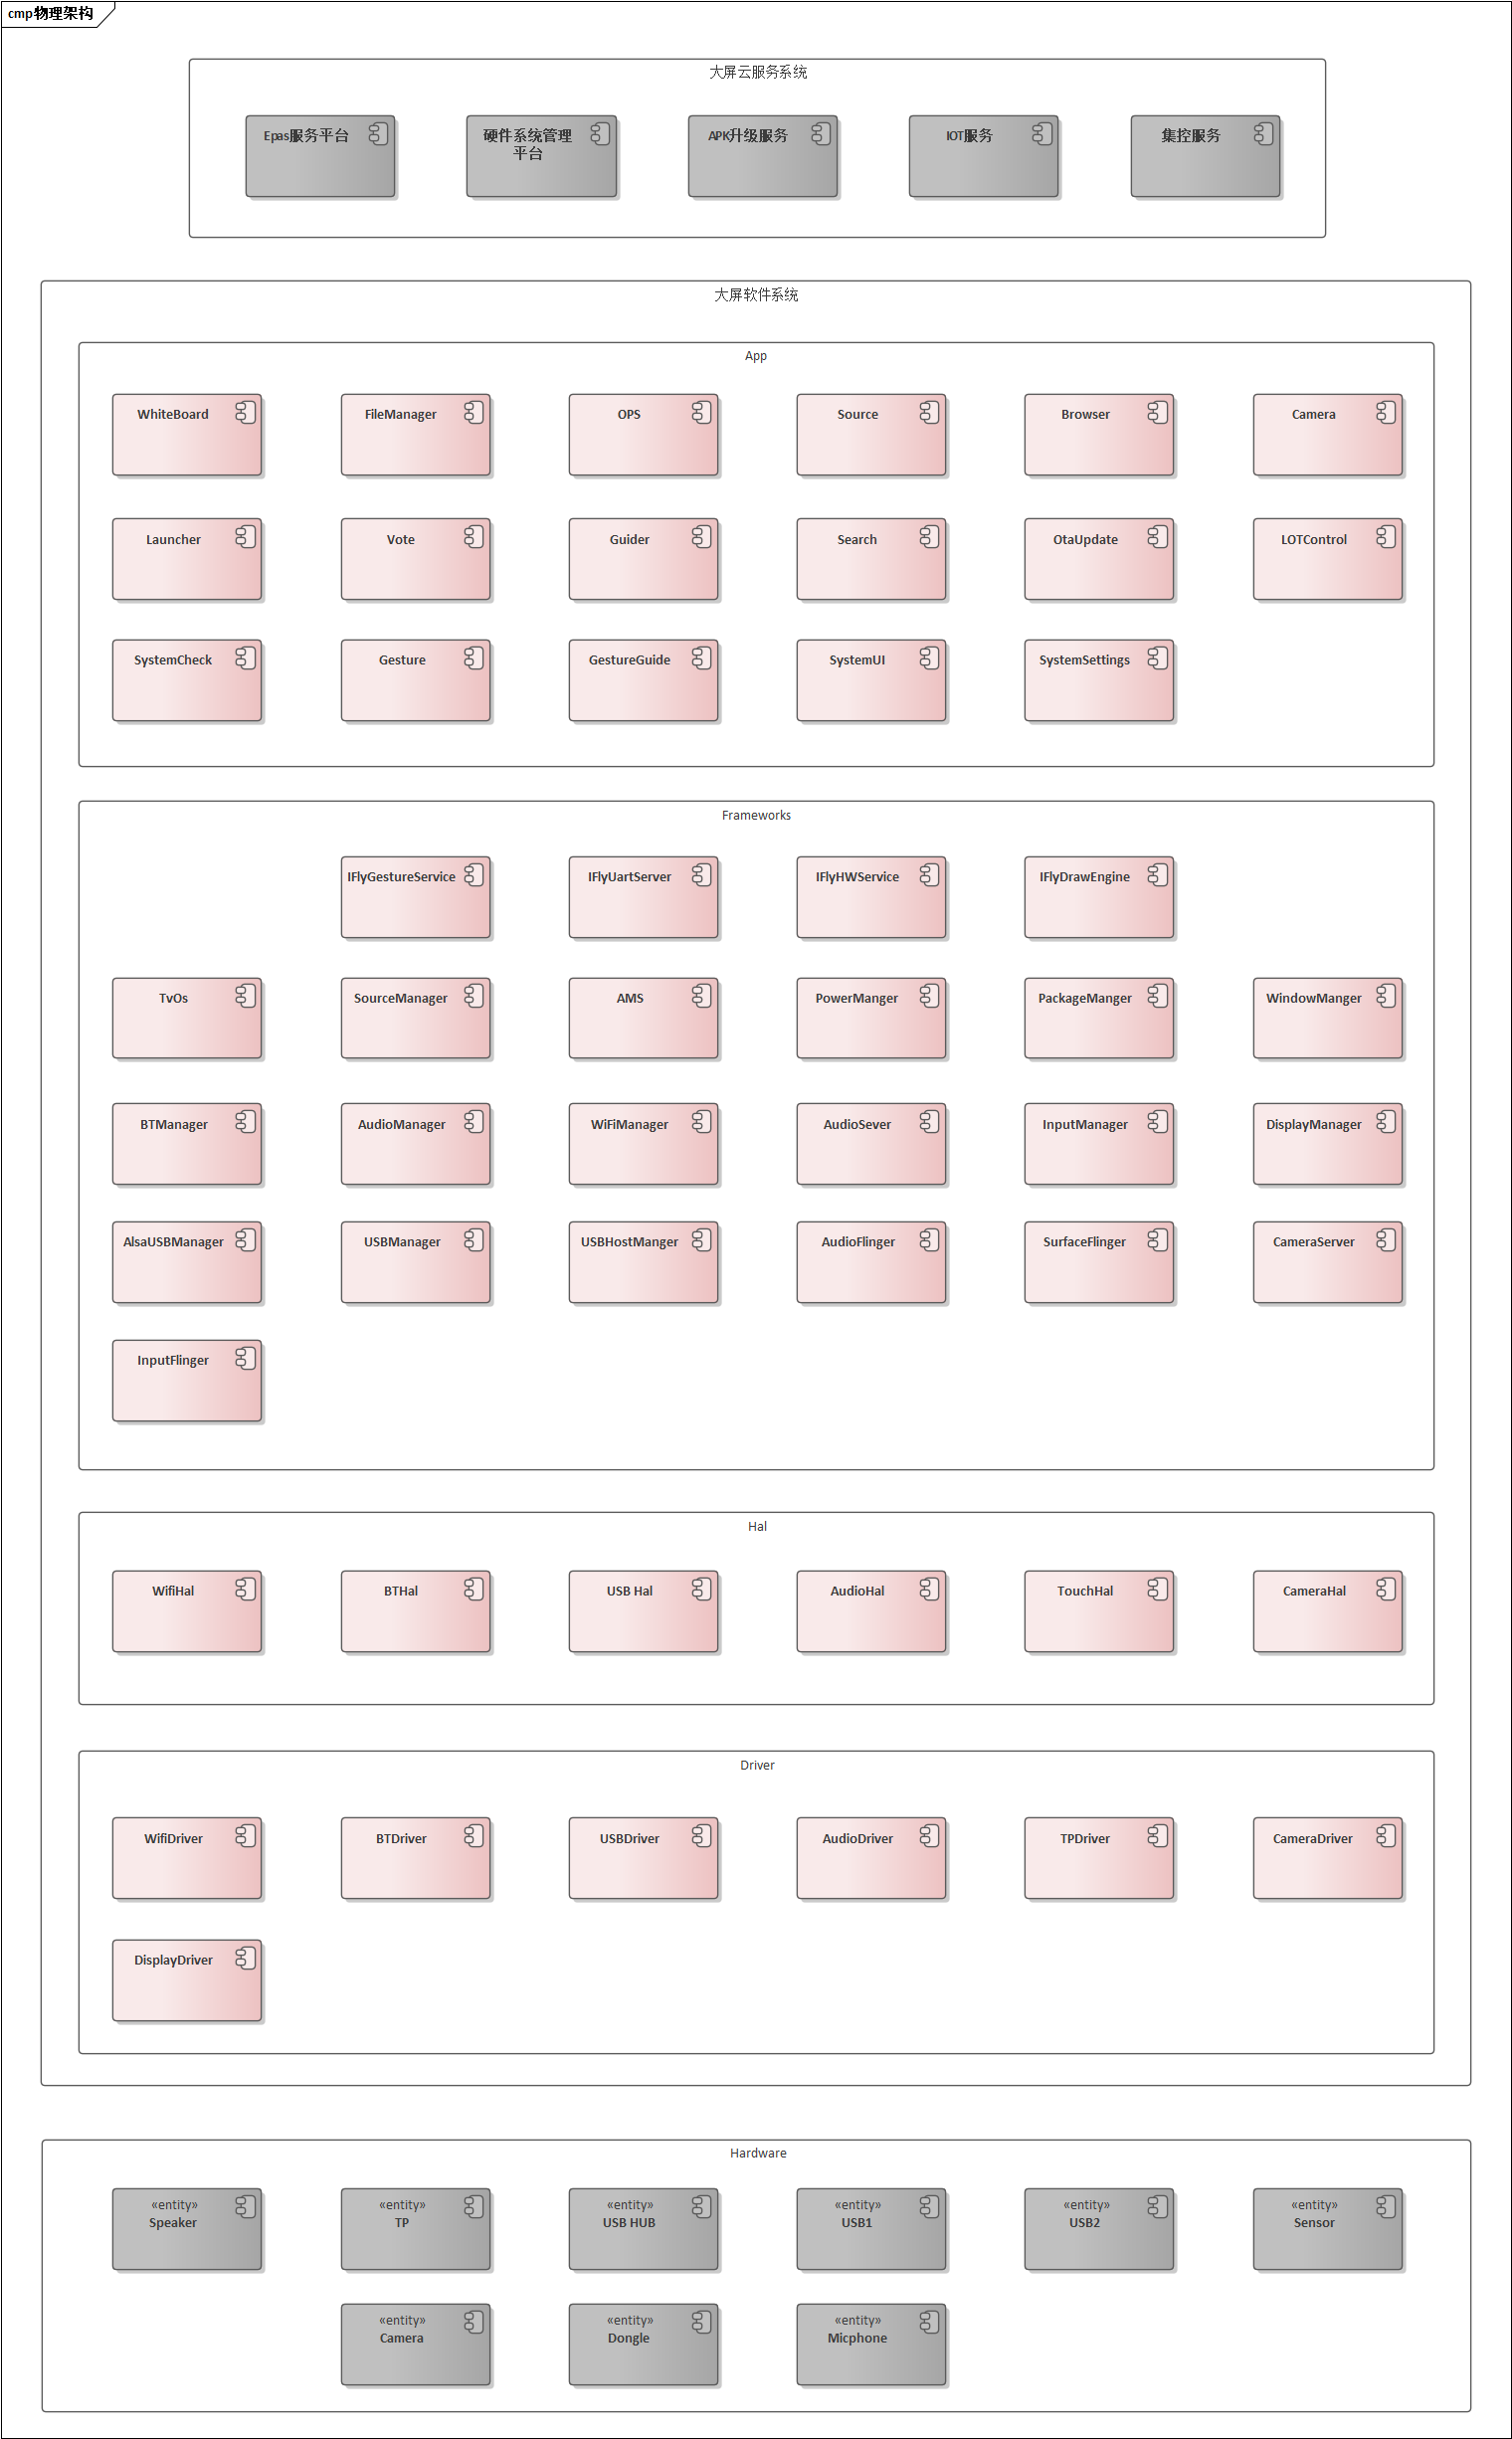 cmp物理架构
大屏云服务系统
Epas服务平台
硬件系统管理
平台
APK升级服务
IOT服务
集控服务
大屏软件系统
App
WhiteBoard
FileManager
OPS
Source
Browser
Camera
Launcher
Vote
Guider
Search
OtaUpdate
LOTControl
SystemCheck
Gesture
GestureGuide
SystemUI
SystemSettings
Frameworks
IFlyGestureService
IFlyUartServer
IFlyHWService
IFlyDrawEngine
TvOs
SourceManager
AMS
PowerManger
PackageManger
WindowManger
BTManager
AudioManager
WiFiManager
AudioSever
InputManager
DisplayManager
AlsaUSBManager
USBManager
USBHostManger
AudioFlinger
SurfaceFlinger
CameraServer
InputFlinger
Hal
WifiHal
BTHal
USB Hal
AudioHal
TouchHal
CameraHal
Driver
WifiDriver
BTDriver
USBDriver
AudioDriver
TPDriver
CameraDriver
DisplayDriver
Hardware
«entity»
Speaker
«entity»
TP
«entity»
USB HUB
«entity»
USB1
«entity»
USB2
«entity»
Sensor
«entity»
Camera
«entity»
Dongle
«entity»
Micphone